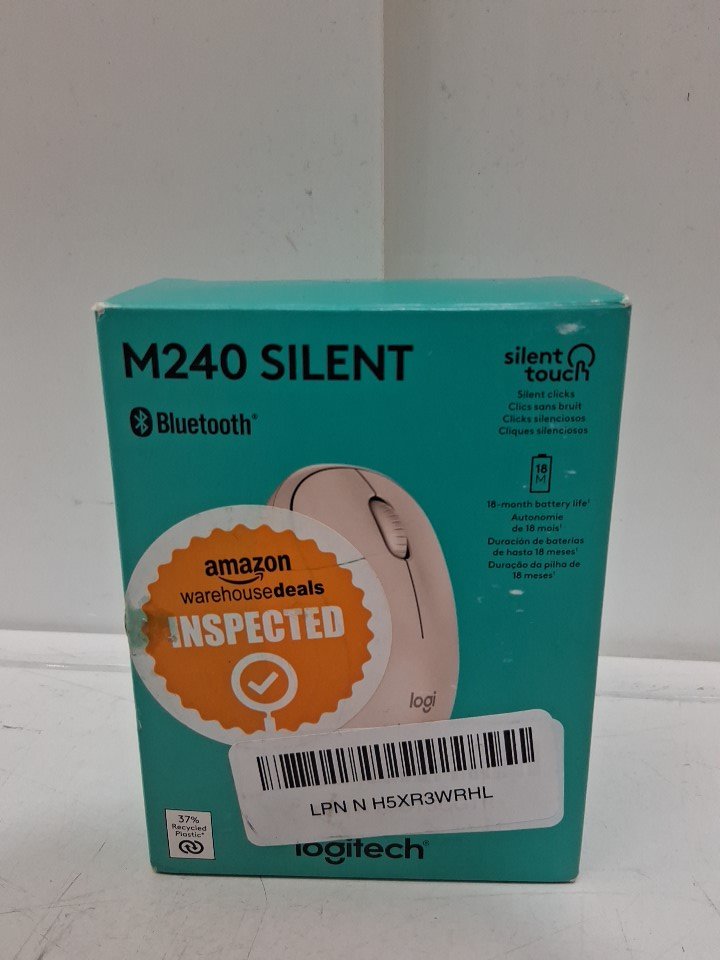 M240 SILENT
Bluetooth®
silent
touch
Silent clicks
Clics sans bruit
Clicks silenciosos
Cliques silenciosos
18
M
18-month battery life¹
Autonomie
de 18 mois¹
Duración de baterías
de hasta 18 meses¹
Duração da pilha de
18 meses¹
amazon
warehousedeals
INSPECTED
logi
LPN N H5XR3WRHL
37%
Recycled
Plastic*
logitech®